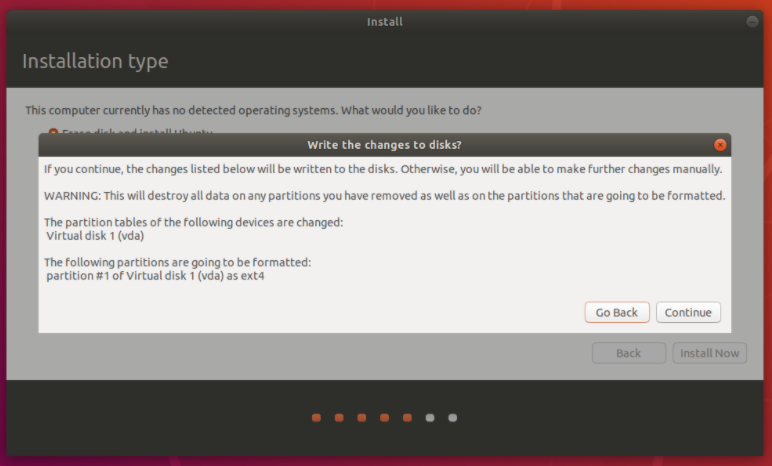 Install
Installation type
This computer currently has no detected operating systems. What would you like to do?
Erase disk and install Ubuntu
Write the changes to disks?
If you continue, the changes listed below will be written to the disks. Otherwise, you will be able to make further changes manually.
WARNING: This will destroy all data on any partitions you have removed as well as on the partitions that are going to be formatted.
The partition tables of the following devices are changed:
Virtual disk 1 (vda)
The following partitions are going to be formatted:
partition #1 of Virtual disk 1 (vda) as ext4
Go Back
Continue
Back
Install Now